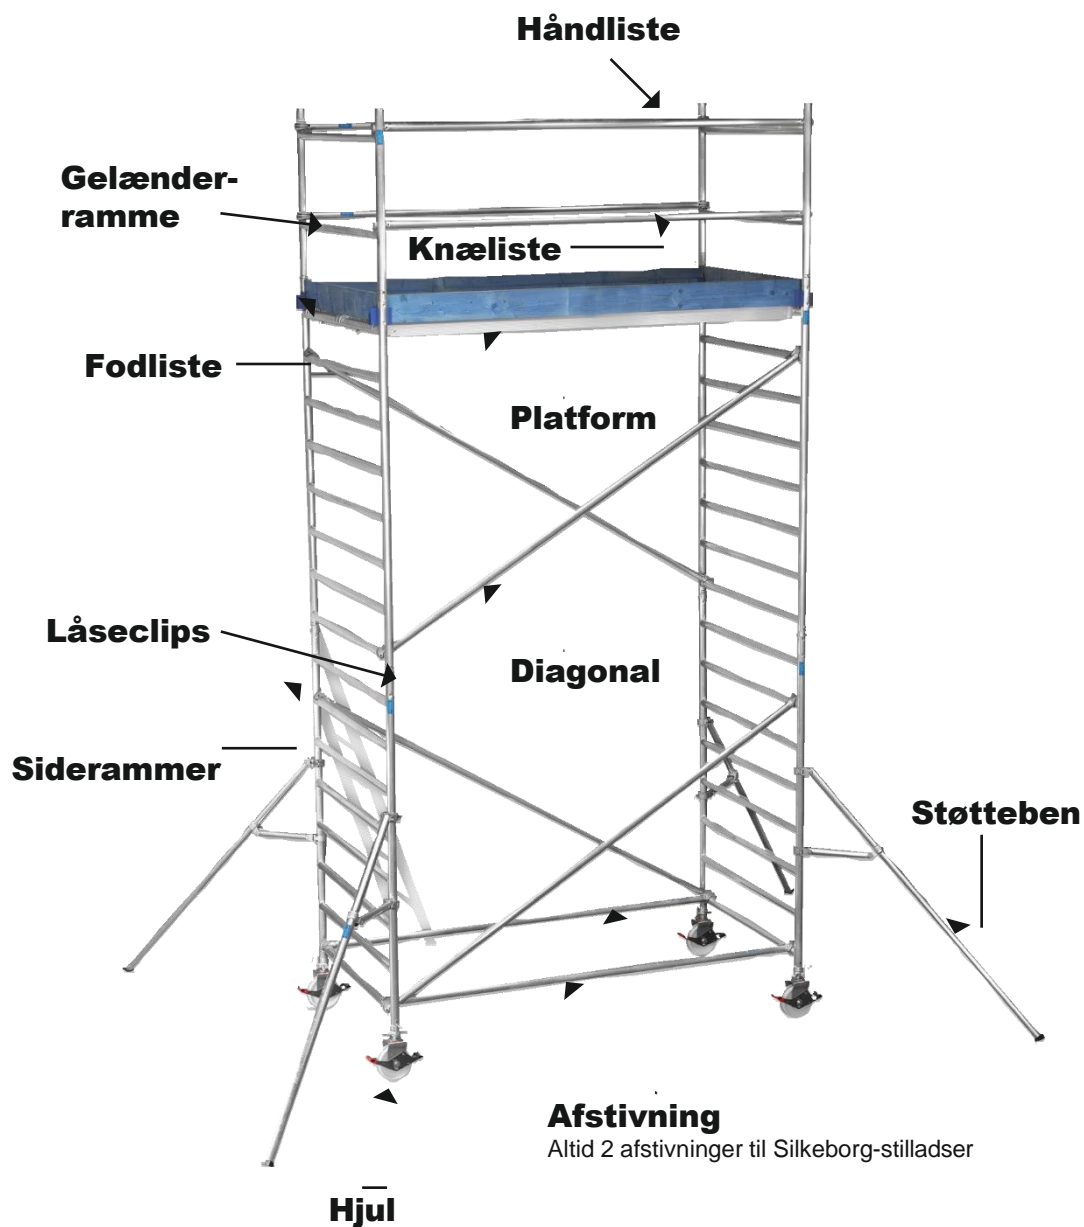 Håndliste
Gelænder-
ramme
Knæliste
Fodliste
Platform
Låseclips
Diagonal
Siderammer
Støtteben
Afstivning
Altid 2 afstivninger til Silkeborg-stilladser
Hjul